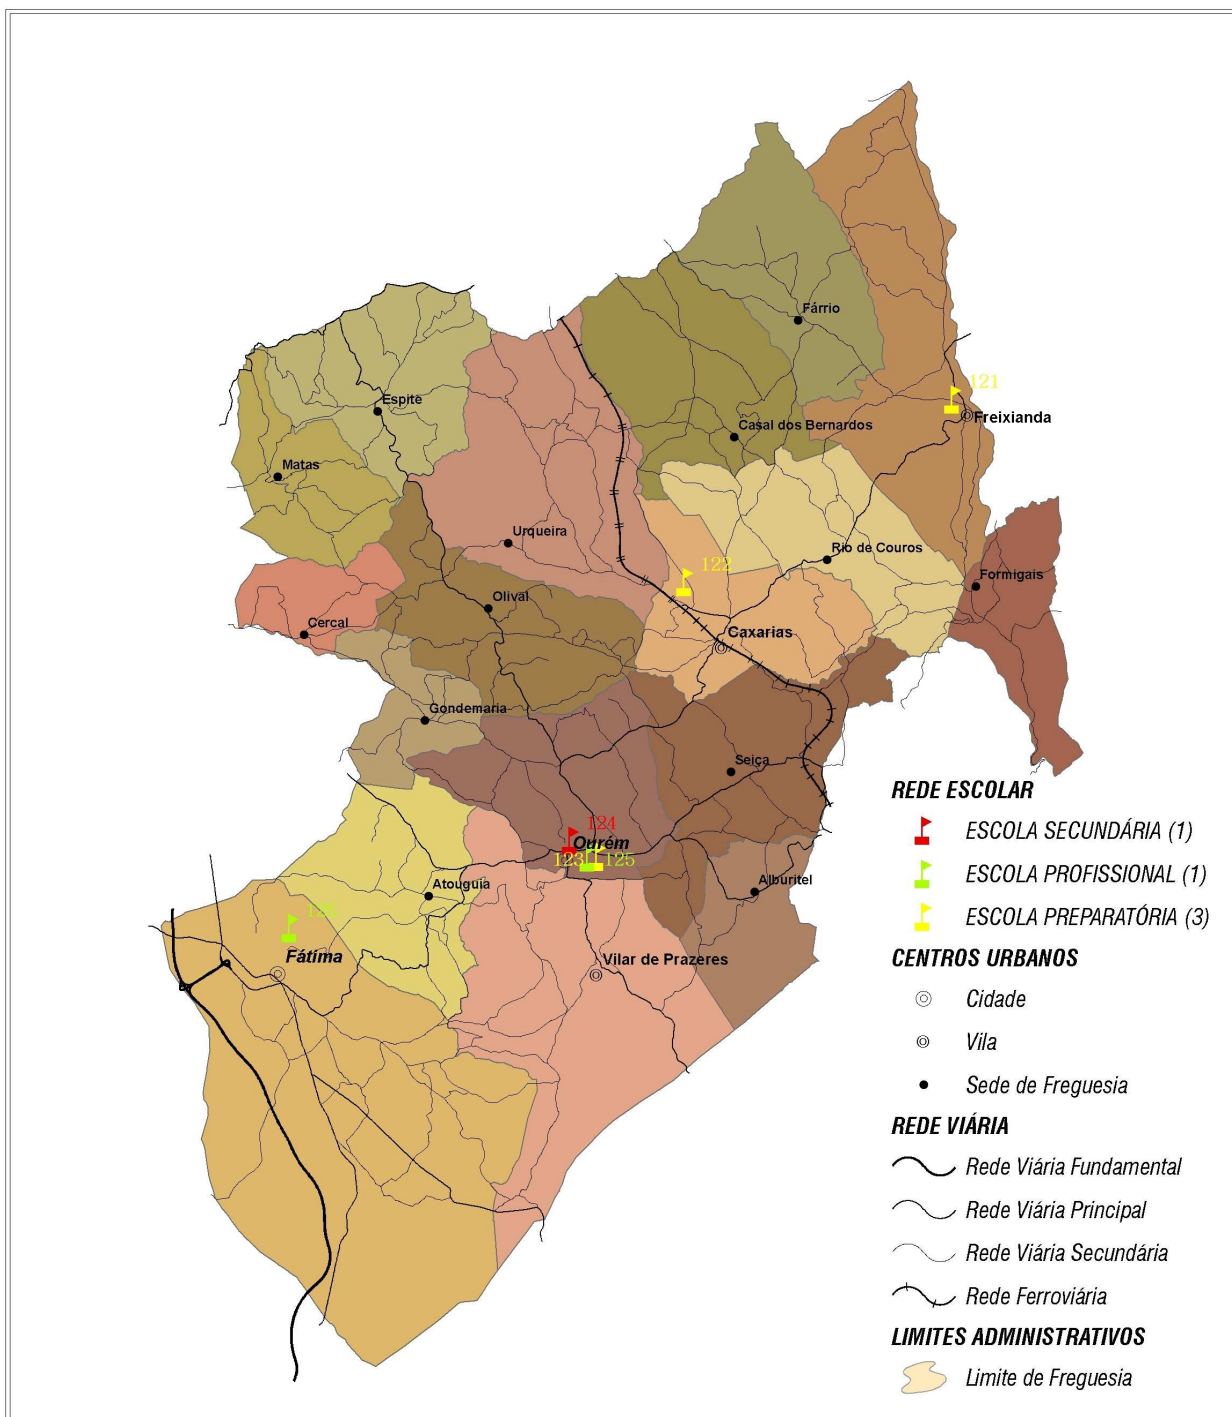 Fárrio
121
Espite
Freixianda
Casal dos Bernardos
Matas
Urqueira
Rio de Couros
122
Formigais
Olival
Cercal
Caxarias
Gondemaria
Seiça
REDE ESCOLAR
124
ESCOLA SECUNDÁRIA (1)
Ourém
123
125
ESCOLA PROFISSIONAL (1)
Alburitel
Atouguia
ESCOLA PREPARATÓRIA (3)
Fátima
Vilar de Prazeres
CENTROS URBANOS
Cidade
Vila
Sede de Freguesia
REDE VIÁRIA
Rede Viária Fundamental
Rede Viária Principal
Rede Viária Secundária
Rede Ferroviária
LIMITES ADMINISTRATIVOS
Limite de Freguesia